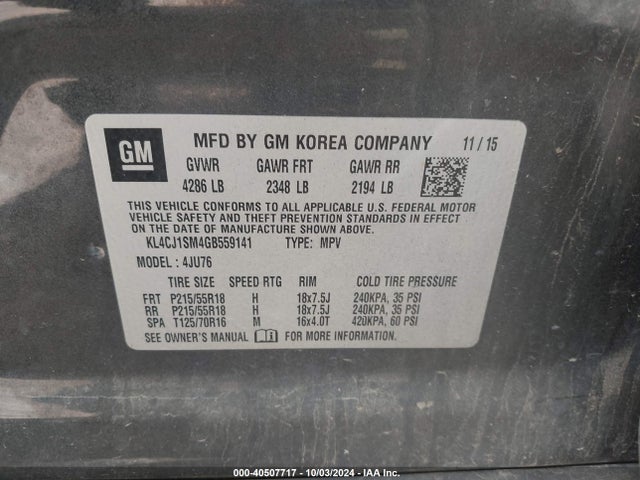 GM MFD BY GM KOREA COMPANY 11 / 15
GVWR GAWR FRT GAWR RR
4286 LB 2348 LB 2194 LB
THIS VEHICLE CONFORMS TO ALL APPLICABLE U.S. FEDERAL MOTOR
VEHICLE SAFETY AND THEFT PREVENTION STANDARDS IN EFFECT
ON THE DATE OF MANUFACTURE SHOWN ABOVE.
KL4CJ1SM4GB559141 TYPE: MPV
MODEL : 4JU76
TIRE SIZE SPEED RTG RIM COLD TIRE PRESSURE
FRT P215/55R18 H 18x7.5J 240KPA, 35 PSI
RR P215/55R18 H 18x7.5J 240KPA, 35 PSI
SPA T125/70R16 M 16x4.0T 420KPA, 60 PSI
SEE OWNER'S MANUAL FOR MORE INFORMATION.
000-40507717 - 10/03/2024 - IAA Inc.